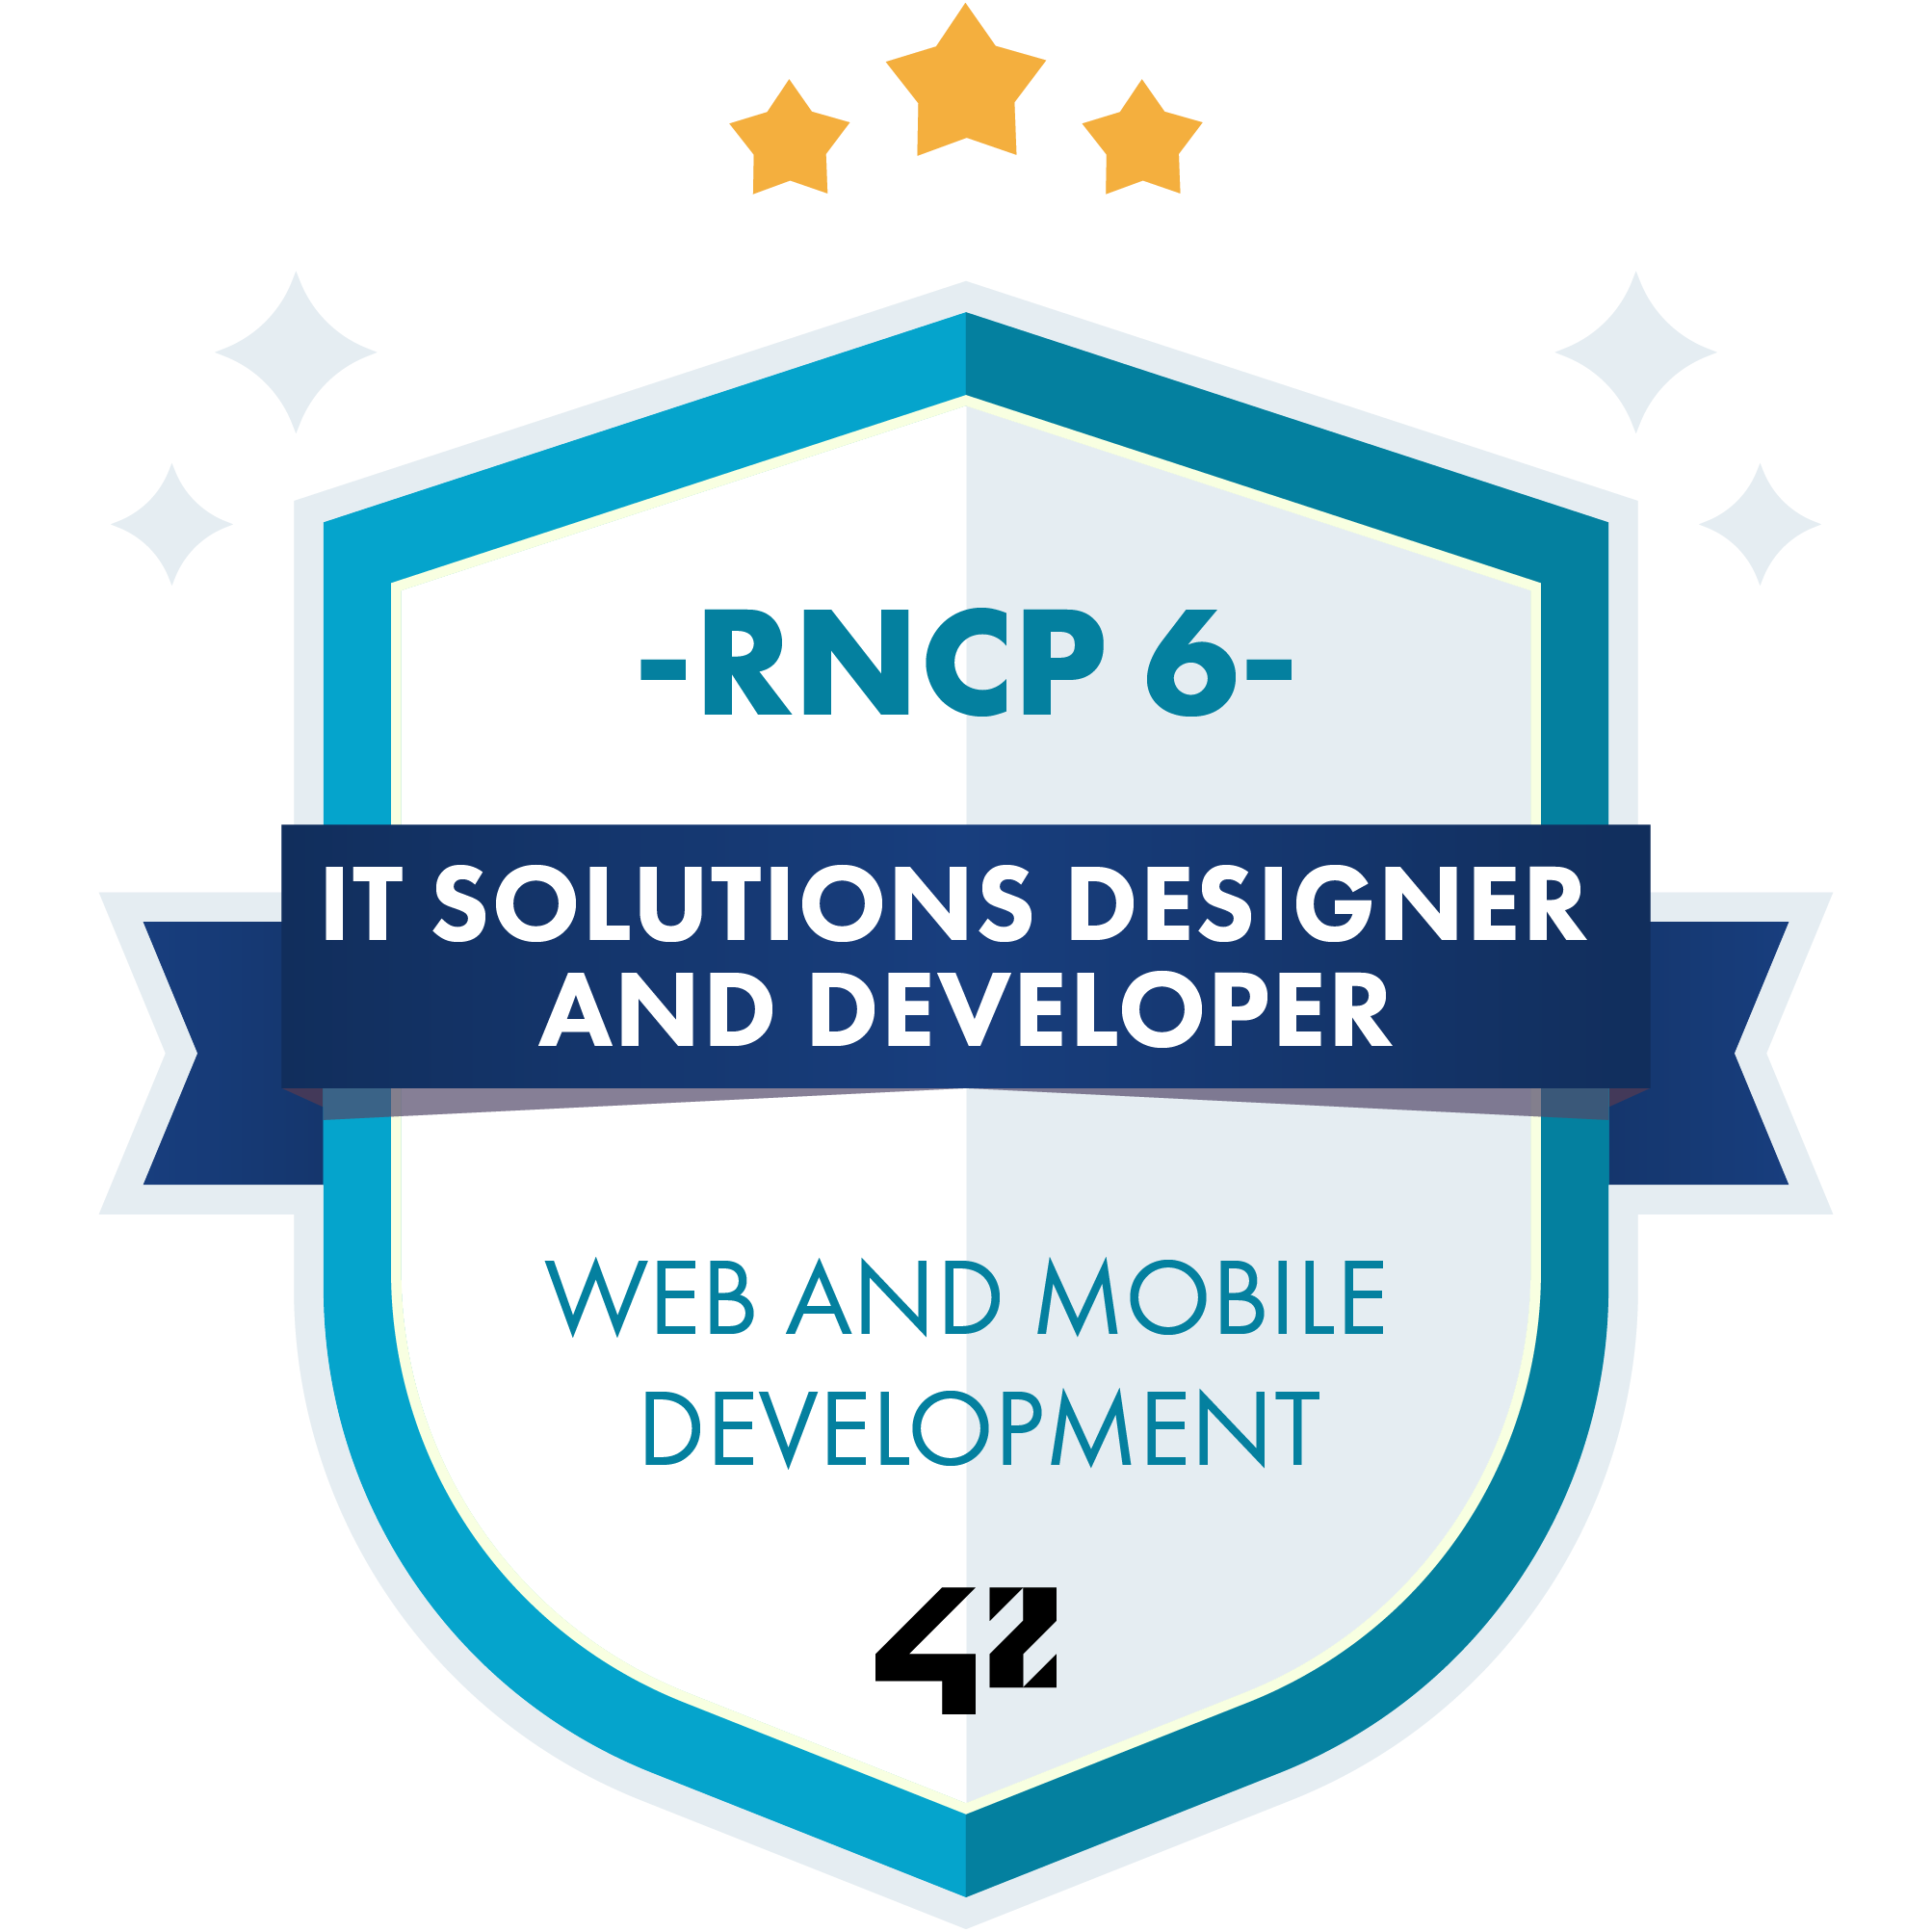 -RNCP 6-
IT SOLUTIONS DESIGNER
AND DEVELOPER
WEB AND MOBILE
DEVELOPMENT
42